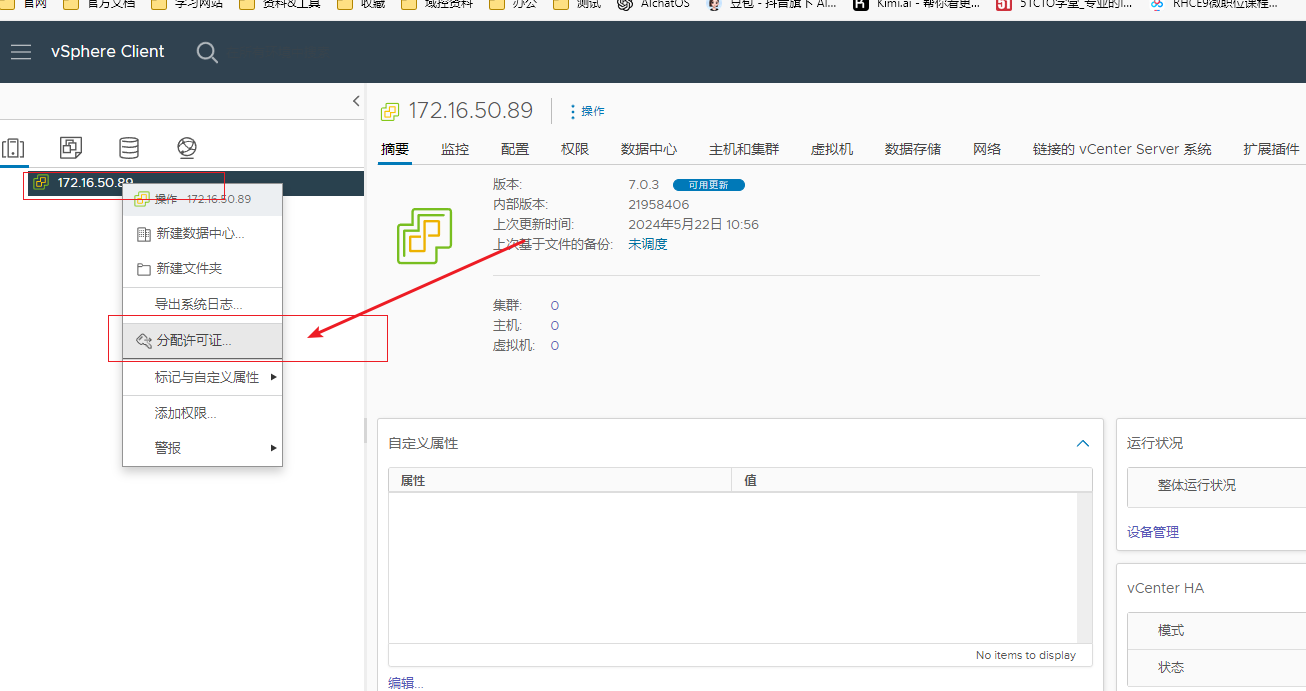 官网 官方文档 学习网站 资料&工具 收藏 域控资料 办公 测试 AIchatOS 豆包 - 抖音旗下 AI... Kimi.ai - 帮你看更... 51CTO学堂_专业的I... RHCE9微职位课程...
vSphere Client
172.16.50.89
操作
摘要 监控 配置 权限 数据中心 主机和集群 虚拟机 数据存储 网络 链接的 vCenter Server 系统 扩展插件
172.16.50.89
操作 - 172.16.50.89
新建数据中心...
新建文件夹
导出系统日志...
分配许可证...
标记与自定义属性
添加权限...
警报
版本: 7.0.3 可用更新
内部版本: 21958406
上次更新时间: 2024年5月22日 10:56
上次基于文件的备份: 未调度
集群: 0
主机: 0
虚拟机: 0
自定义属性
属性 值
No items to display
编辑...
运行状况
整体运行状况
设备管理
vCenter HA
模式
状态